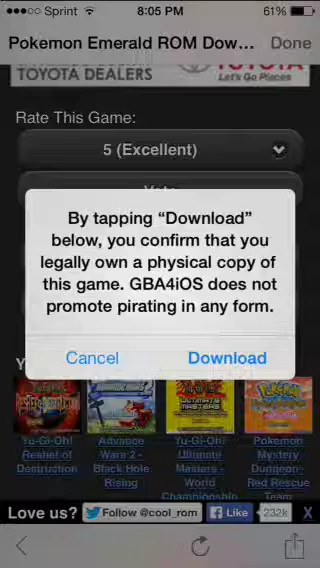 Sprint 8:05 PM 61%
Pokemon Emerald ROM Dow... Done
TOYOTA DEALERS
Let's Go Places
Rate This Game:
5 (Excellent)
By tapping “Download”
below, you confirm that you
legally own a physical copy of
this game. GBA4iOS does not
promote pirating in any form.
Cancel Download
Yu-Gi-Oh! Advance Yu-Gi-Oh! Pokemon
Reshef of Wars 2 - Ultimate Mystery
Destruction Black Hole Masters - Dungeon -
Rising World Red Rescue
Championship Team
Love us? Follow @cool_rom Like 232k X